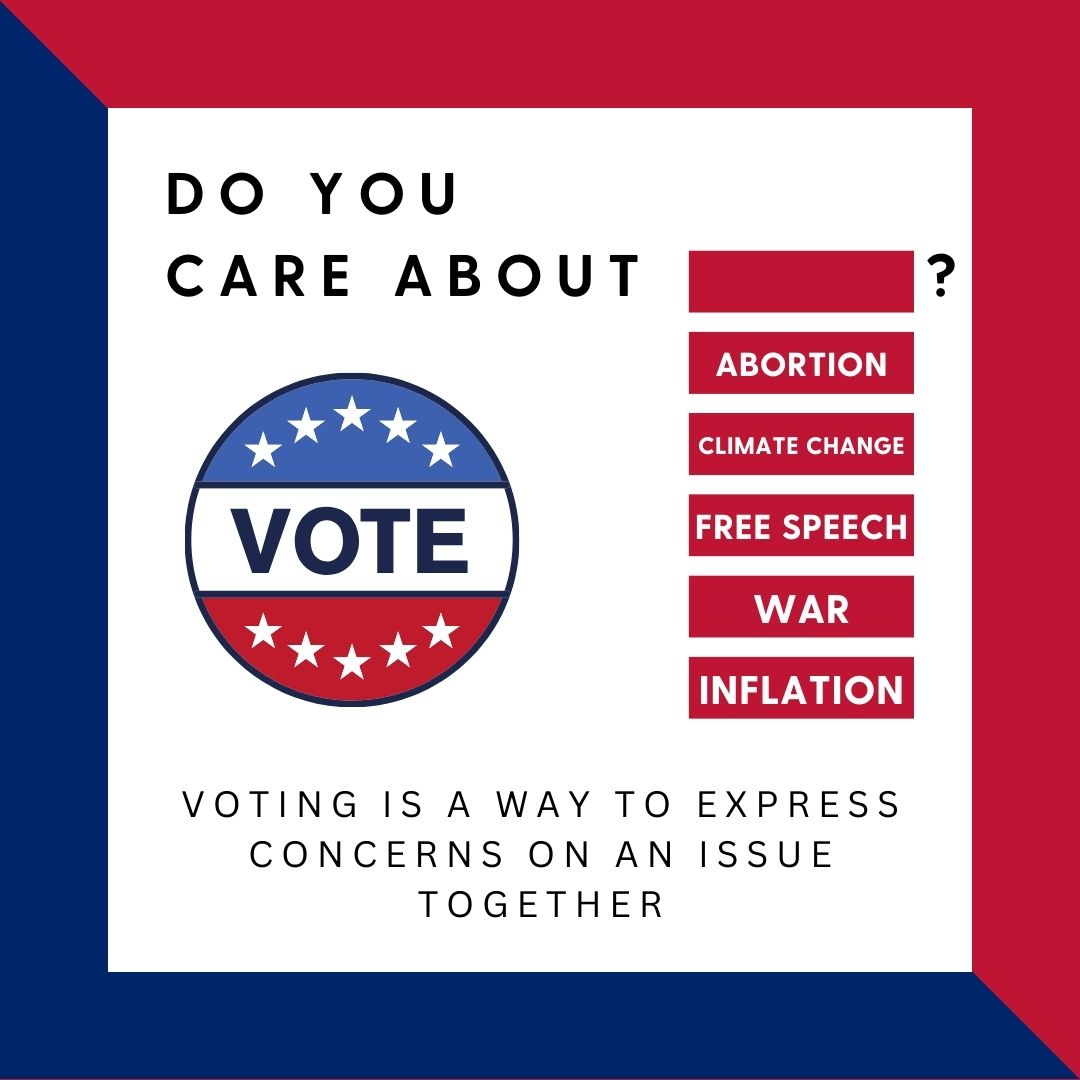 DO YOU
CARE ABOUT ?
ABORTION
CLIMATE CHANGE
FREE SPEECH
WAR
INFLATION
VOTE
VOTING IS A WAY TO EXPRESS
CONCERNS ON AN ISSUE
TOGETHER